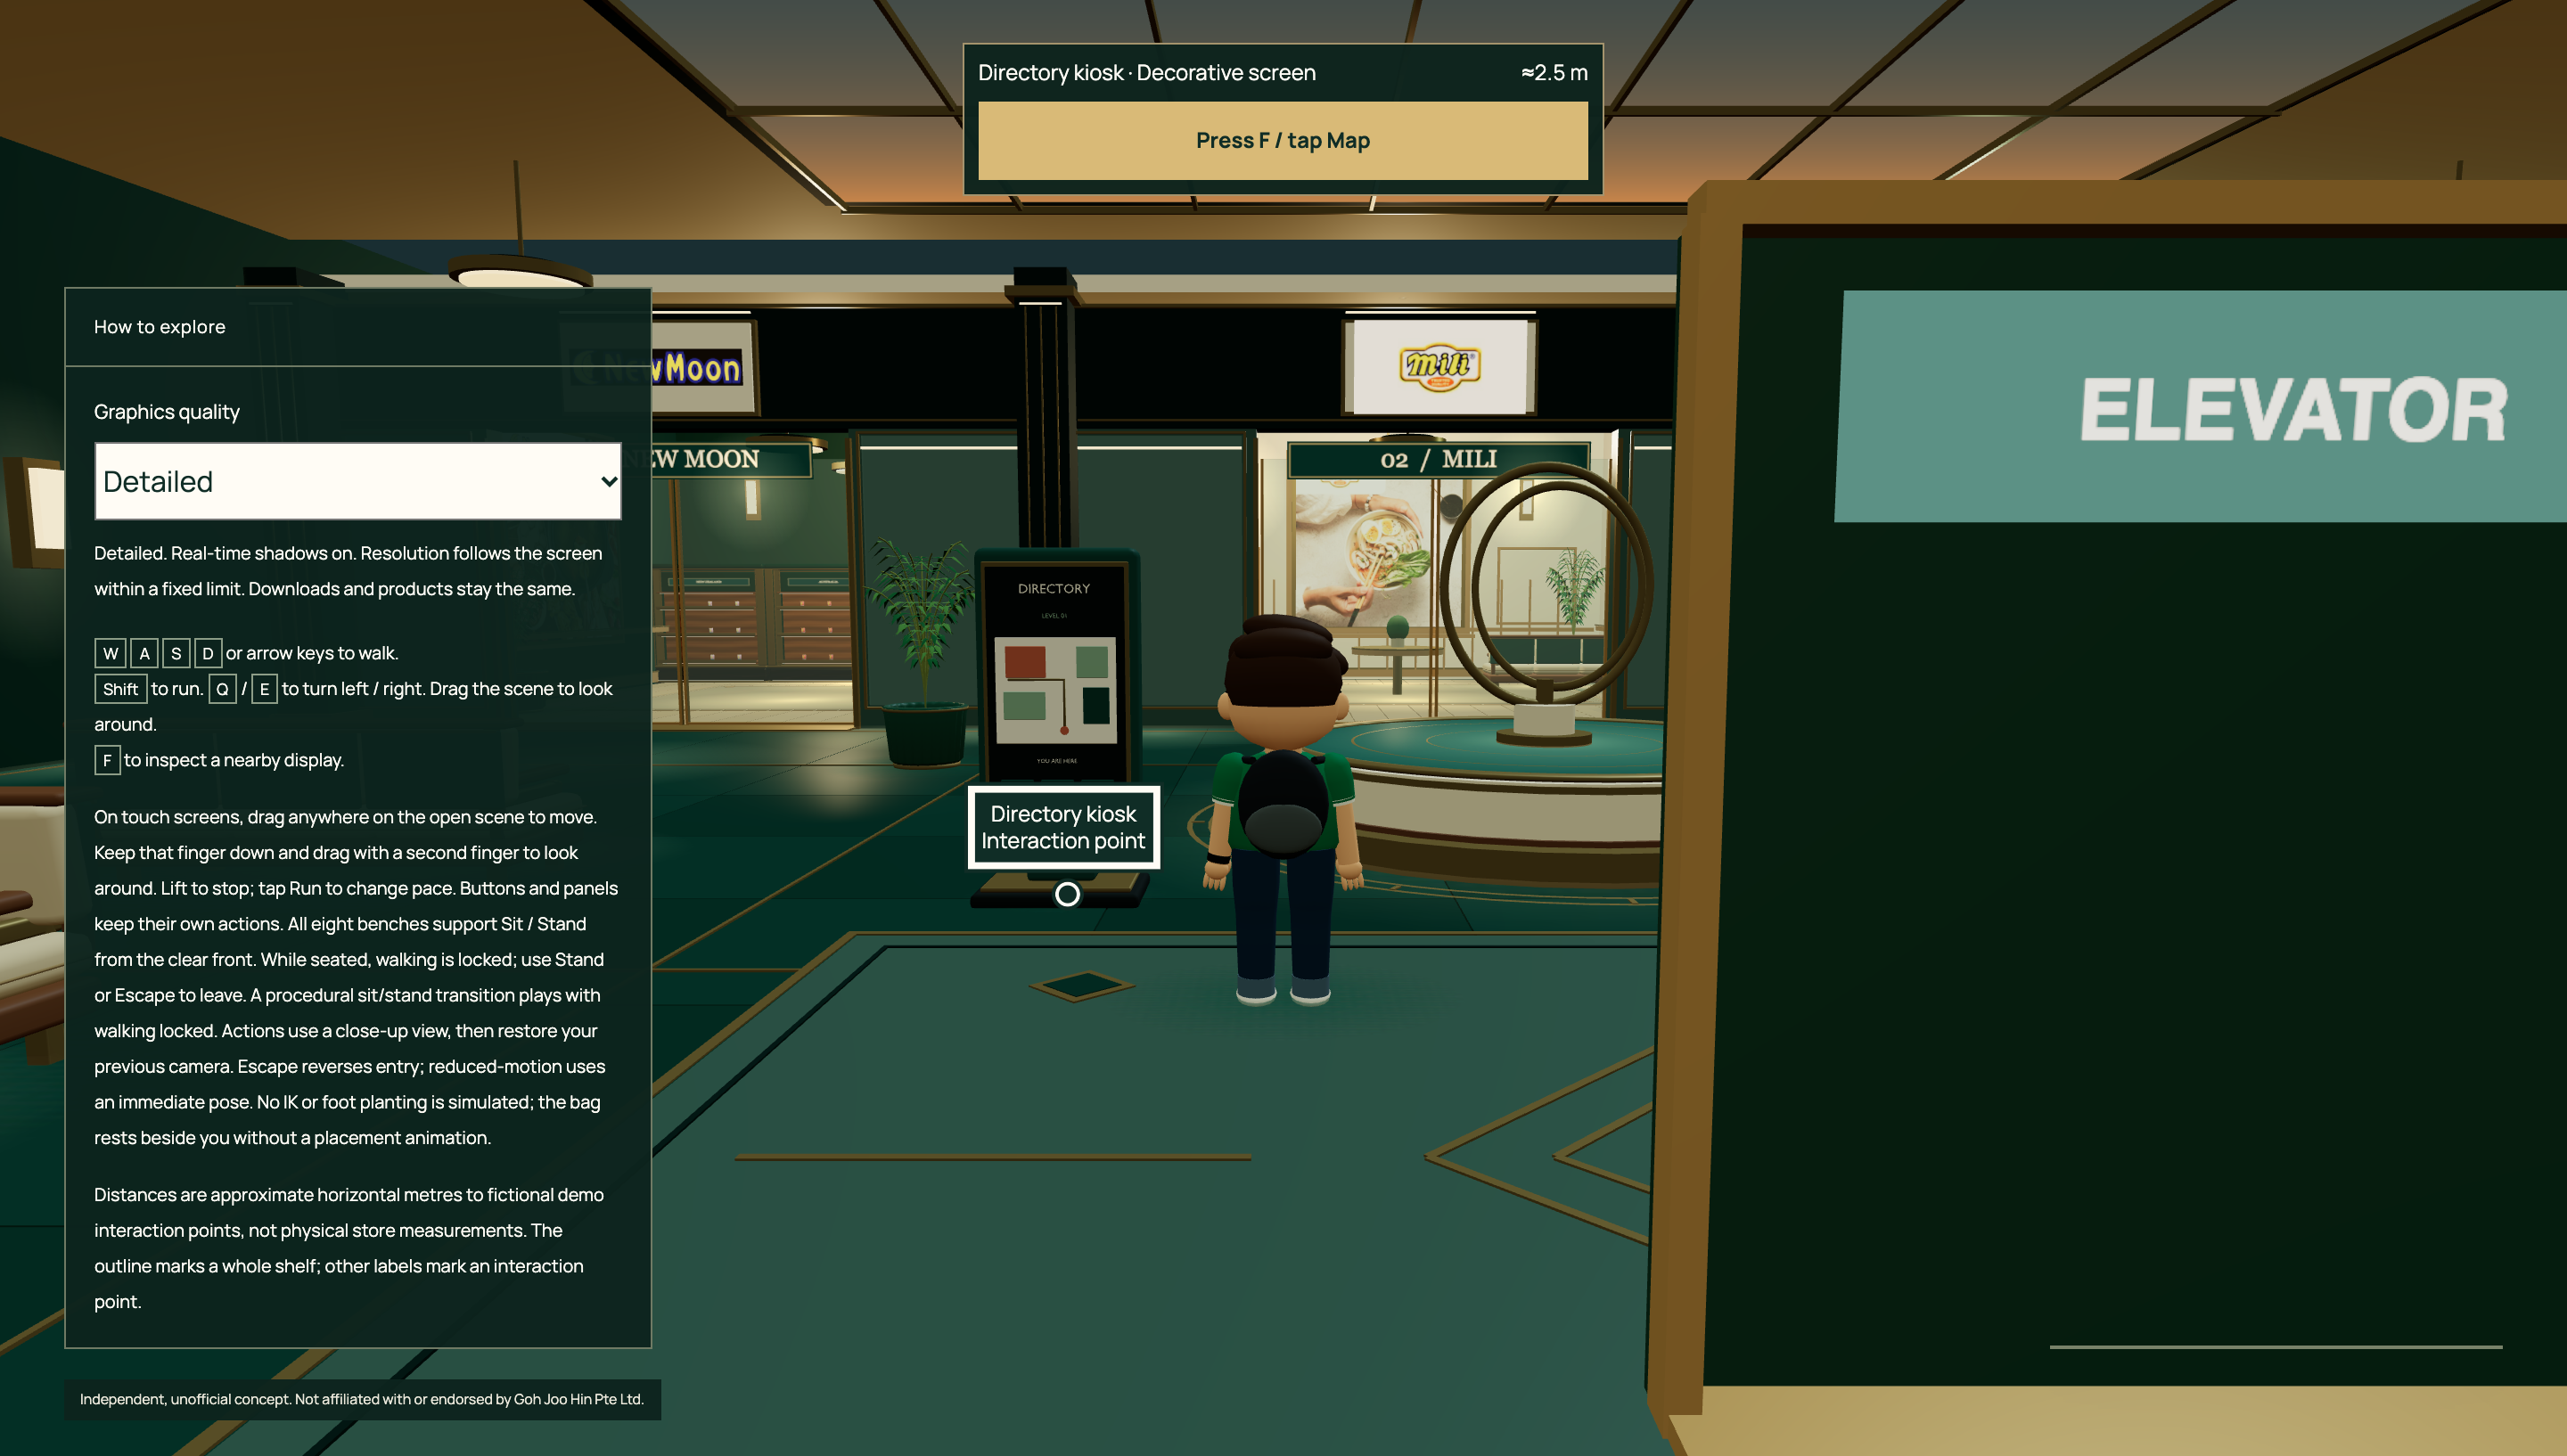 Directory kiosk · Decorative screen
≈2.5 m
Press F / tap Map
How to explore
Graphics quality
Detailed
Detailed. Real-time shadows on. Resolution follows the screen
within a fixed limit. Downloads and products stay the same.
W A S D or arrow keys to walk.
Shift to run. Q / E to turn left / right. Drag the scene to look
around.
F to inspect a nearby display.
On touch screens, drag anywhere on the open scene to move.
Keep that finger down and drag with a second finger to look
around. Lift to stop; tap Run to change pace. Buttons and panels
keep their own actions. All eight benches support Sit / Stand
from the clear front. While seated, walking is locked; use Stand
or Escape to leave. A procedural sit/stand transition plays with
walking locked. Actions use a close-up view, then restore your
previous camera. Escape reverses entry; reduced-motion uses
an immediate pose. No IK or foot planting is simulated; the bag
rests beside you without a placement animation.
Distances are approximate horizontal metres to fictional demo
interaction points, not physical store measurements. The
outline marks a whole shelf; other labels mark an interaction
point.
Independent, unofficial concept. Not affiliated with or endorsed by Goh Joo Hin Pte Ltd.
NewMoon
NEW MOON
mili
02 / MILI
DIRECTORY
LEVEL 01
YOU ARE HERE
Directory kiosk
Interaction point
ELEVATOR